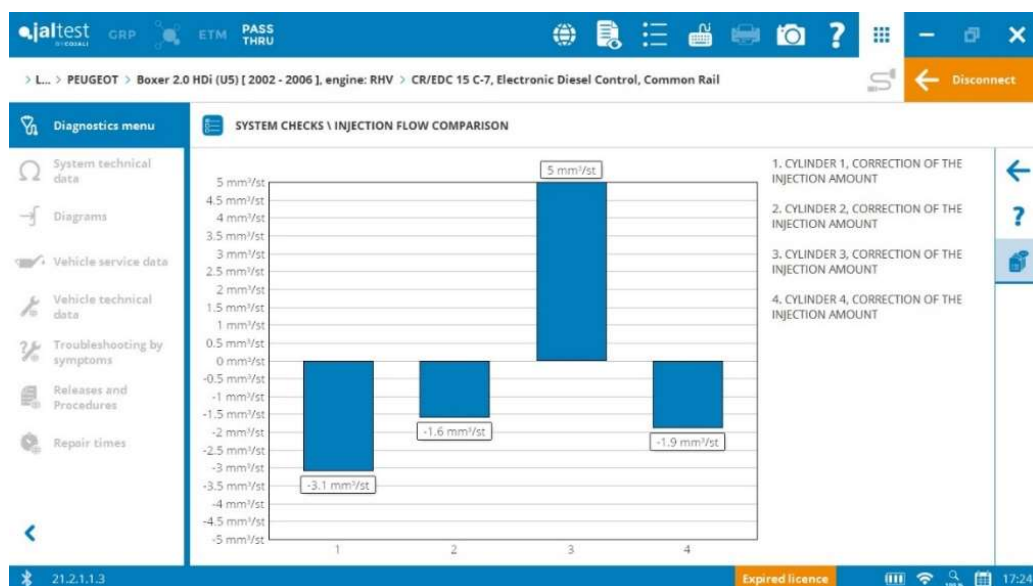 jaltest GRP ETM PASS THRU
BY COJALI
> L... > PEUGEOT > Boxer 2.0 HDi (U5) [ 2002 - 2006 ], engine: RHV > CR/EDC 15 C-7, Electronic Diesel Control, Common Rail
Disconnect
Diagnostics menu
SYSTEM CHECKS \ INJECTION FLOW COMPARISON
System technical
data
Diagrams
Vehicle service data
Vehicle technical
data
Troubleshooting by
symptoms
Releases and
Procedures
Repair times
5 mm³/st
4.5 mm³/st
4 mm³/st
3.5 mm³/st
3 mm³/st
2.5 mm³/st
2 mm³/st
1.5 mm³/st
1 mm³/st
0.5 mm³/st
0 mm³/st
-0.5 mm³/st
-1 mm³/st
-1.5 mm³/st
-2 mm³/st
-2.5 mm³/st
-3 mm³/st
-3.5 mm³/st
-4 mm³/st
-4.5 mm³/st
-5 mm³/st
5 mm³/st
-1.6 mm³/st
-1.9 mm³/st
-3.1 mm³/st
1 2 3 4
1. CYLINDER 1, CORRECTION OF THE
INJECTION AMOUNT
2. CYLINDER 2, CORRECTION OF THE
INJECTION AMOUNT
3. CYLINDER 3, CORRECTION OF THE
INJECTION AMOUNT
4. CYLINDER 4, CORRECTION OF THE
INJECTION AMOUNT
?
?
21.2.1.1.3
Expired licence
100 %
17:24